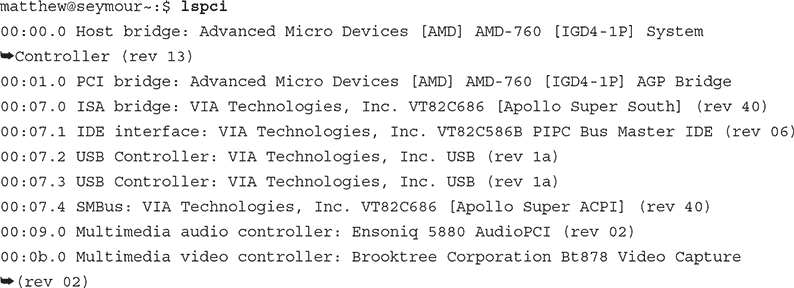 matthew@seymour~:$ lspci
00:00.0 Host bridge: Advanced Micro Devices [AMD] AMD-760 [IGD4-1P] System
➥Controller (rev 13)
00:01.0 PCI bridge: Advanced Micro Devices [AMD] AMD-760 [IGD4-1P] AGP Bridge
00:07.0 ISA bridge: VIA Technologies, Inc. VT82C686 [Apollo Super South] (rev 40)
00:07.1 IDE interface: VIA Technologies, Inc. VT82C586B PIPC Bus Master IDE (rev 06)
00:07.2 USB Controller: VIA Technologies, Inc. USB (rev 1a)
00:07.3 USB Controller: VIA Technologies, Inc. USB (rev 1a)
00:07.4 SMBus: VIA Technologies, Inc. VT82C686 [Apollo Super ACPI] (rev 40)
00:09.0 Multimedia audio controller: Ensoniq 5880 AudioPCI (rev 02)
00:0b.0 Multimedia video controller: Brooktree Corporation Bt878 Video Capture
➥(rev 02)